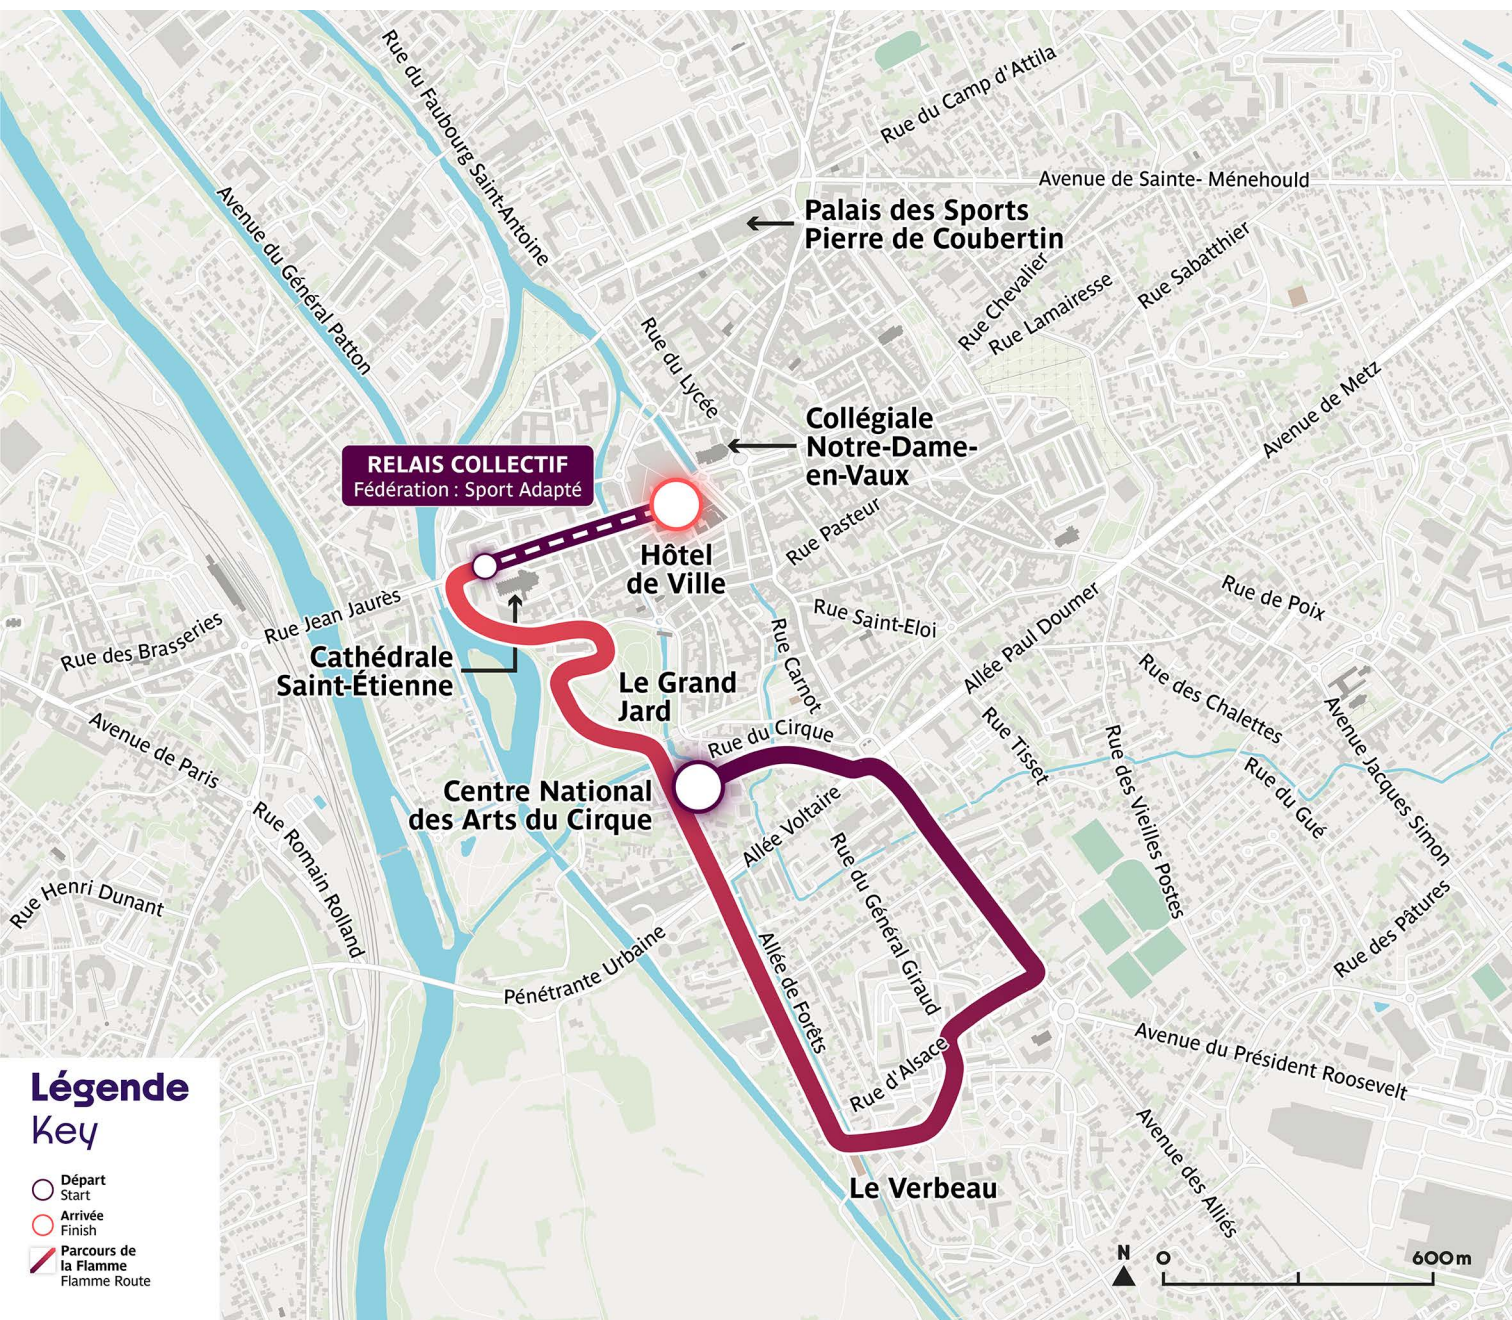 Rue du Faubourg Saint-Antoine
Rue du Camp d'Attila
Avenue de Sainte- Ménehould
Avenue du Général Patton
Palais des Sports
Pierre de Coubertin
Rue Chevalier
Rue Lamairesse
Rue Sabatthier
Rue du Lycée
Avenue de Metz
Collégiale
Notre-Dame-
en-Vaux
RELAIS COLLECTIF
Fédération : Sport Adapté
Rue Pasteur
Hôtel
de Ville
Rue Jean Jaurès
Rue des Brasseries
Rue Saint-Eloi
Allée Paul Doumer
Rue de Poix
Cathédrale
Saint-Étienne
Rue Carnot
Le Grand
Jard
Rue des Chalettes
Avenue Jacques Simon
Avenue de Paris
Rue du Cirque
Rue Tisset
Rue des Vieilles Postes
Rue du Gué
Centre National
des Arts du Cirque
Allée Voltaire
Rue Romain Rolland
Rue Henri Dunant
Rue du Général Giraud
Rue des Pâtures
Pénétrante Urbaine
Allée de Forêts
Rue d'Alsace
Avenue du Président Roosevelt
Avenue des Alliés
Le Verbeau
Légende
Key
Départ
Start
Arrivée
Finish
Parcours de
la Flamme
Flamme Route
N
0
600 m